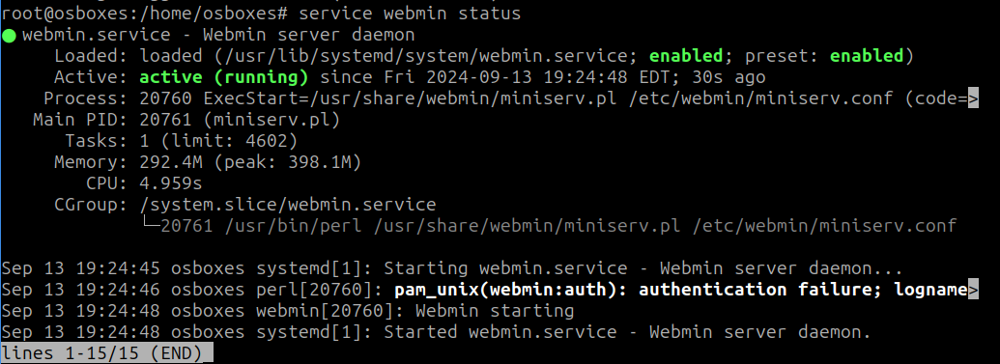 root@osboxes:/home/osboxes# service webmin status
● webmin.service - Webmin server daemon
Loaded: loaded (/usr/lib/systemd/system/webmin.service; enabled; preset: enabled)
Active: active (running) since Fri 2024-09-13 19:24:48 EDT; 30s ago
Process: 20760 ExecStart=/usr/share/webmin/miniserv.pl /etc/webmin/miniserv.conf (code=>
Main PID: 20761 (miniserv.pl)
Tasks: 1 (limit: 4602)
Memory: 292.4M (peak: 398.1M)
CPU: 4.959s
CGroup: /system.slice/webmin.service
└─20761 /usr/bin/perl /usr/share/webmin/miniserv.pl /etc/webmin/miniserv.conf
Sep 13 19:24:45 osboxes systemd[1]: Starting webmin.service - Webmin server daemon...
Sep 13 19:24:46 osboxes perl[20760]: pam_unix(webmin:auth): authentication failure; logname>
Sep 13 19:24:48 osboxes webmin[20760]: Webmin starting
Sep 13 19:24:48 osboxes systemd[1]: Started webmin.service - Webmin server daemon.
lines 1-15/15 (END)